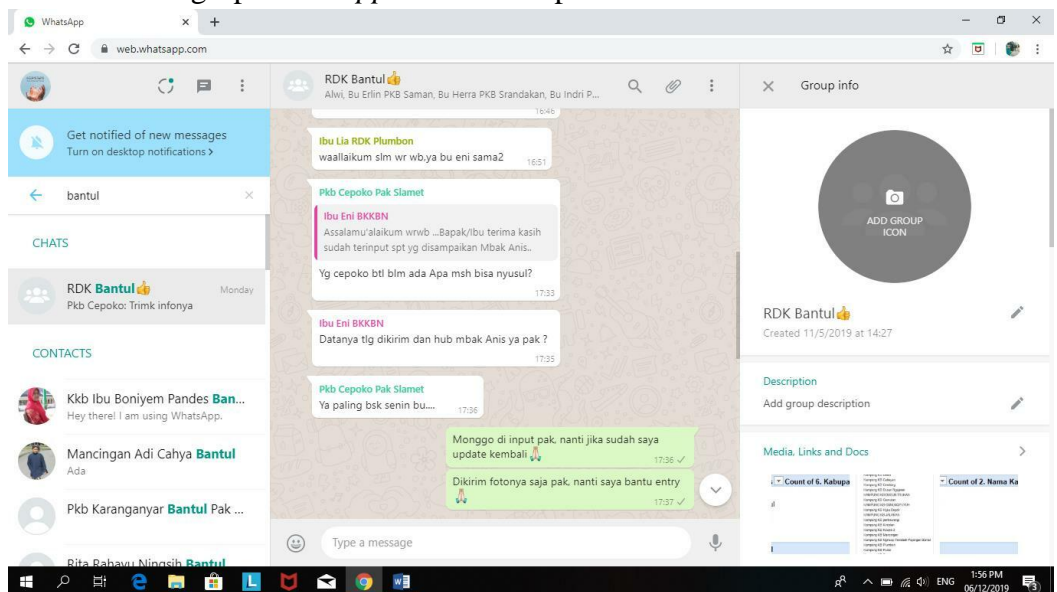 WhatsApp
web.whatsapp.com
Get notified of new messages
Turn on desktop notifications >
bantul
CHATS
RDK Bantul👍
Monday
Pkb Cepoko: Trimk infonya
CONTACTS
Kkb Ibu Boniyem Pandes Ban...
Hey there! I am using WhatsApp.
Mancingan Adi Cahya Bantul
Ada
Pkb Karanganyar Bantul Pak ...
Rita Rahayu Ningsih Bantul
RDK Bantul👍
Alwi, Bu Erlin PKB Saman, Bu Herra PKB Srandakan, Bu Indri P...
16:46
Ibu Lia RDK Plumbon
waallaikum slm wr wb,ya bu eni sama2
16:51
Pkb Cepoko Pak Slamet
Ibu Eni BKKBN
Assalamu'alaikum wrwb ...Bapak/Ibu terima kasih
sudah terinput spt yg disampaikan Mbak Anis..
Yg cepoko btl blm ada Apa msh bisa nyusul?
17:33
Ibu Eni BKKBN
Datanya tlg dikirim dan hub mbak Anis ya pak ?
17:35
Pkb Cepoko Pak Slamet
Ya paling bsk senin bu....
17:36
Monggo di input pak, nanti jika sudah saya
update kembali 🙏
17:36
Dikirim fotonya saja pak, nanti saya bantu entry
🙏
17:37
Type a message
Group info
ADD GROUP
ICON
RDK Bantul👍
Created 11/5/2019 at 14:27
Description
Add group description
Media, Links and Docs
Count of 6. Kabupa
Count of 2. Nama Ka
ENG
1:56 PM
06/12/2019